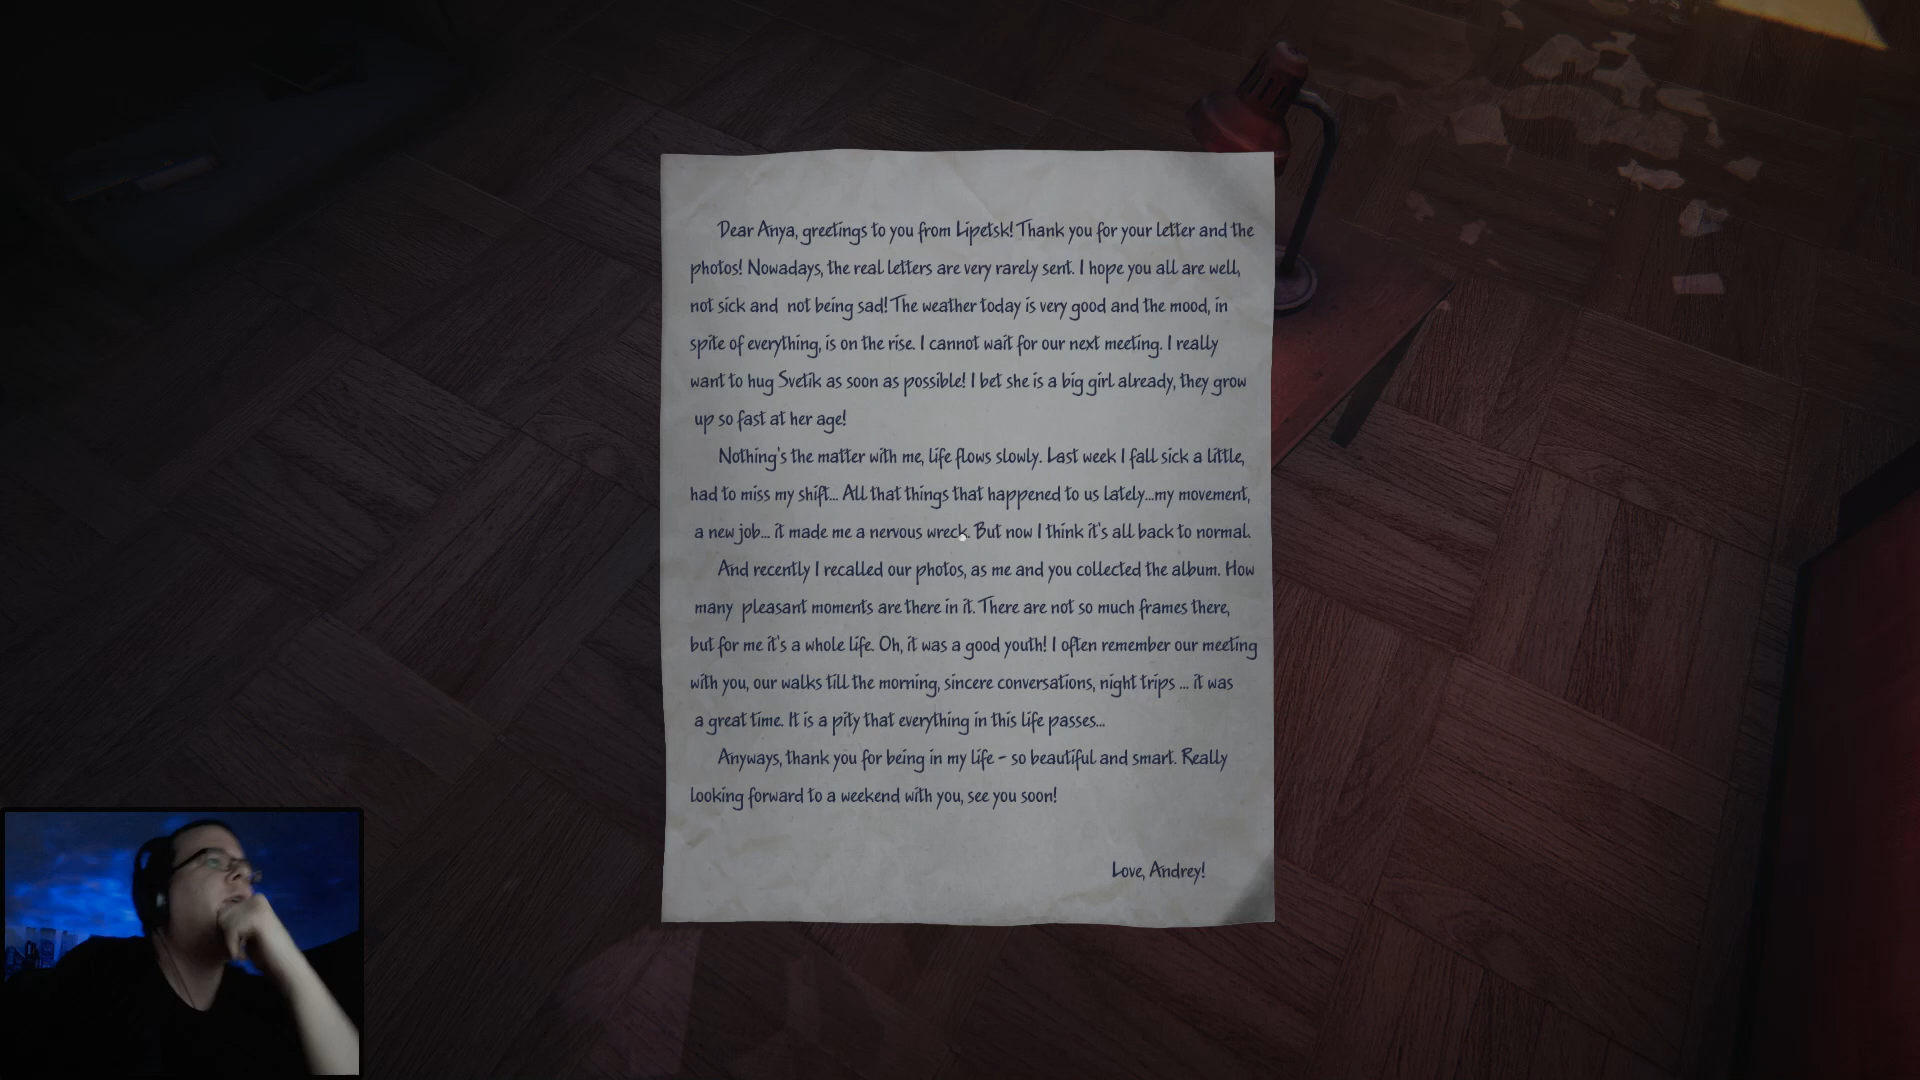 Dear Anya, greetings to you from Lipetsk! Thank you for your letter and the
photos! Nowadays, the real letters are very rarely sent. I hope you all are well,
not sick and not being sad! The weather today is very good and the mood, in
spite of everything, is on the rise. I cannot wait for our next meeting. I really
want to hug Svetik as soon as possible! I bet she is a big girl already, they grow
up so fast at her age!
Nothing's the matter with me, life flows slowly. Last week I fall sick a little,
had to miss my shift... All that things that happened to us lately...my movement,
a new job... it made me a nervous wreck. But now I think it's all back to normal.
And recently I recalled our photos, as me and you collected the album. How
many pleasant moments are there in it. There are not so much frames there,
but for me it's a whole life. Oh, it was a good youth! I often remember our meeting
with you, our walks till the morning, sincere conversations, night trips ... it was
a great time. It is a pity that everything in this life passes...
Anyways, thank you for being in my life - so beautiful and smart. Really
looking forward to a weekend with you, see you soon!
Love, Andrey!